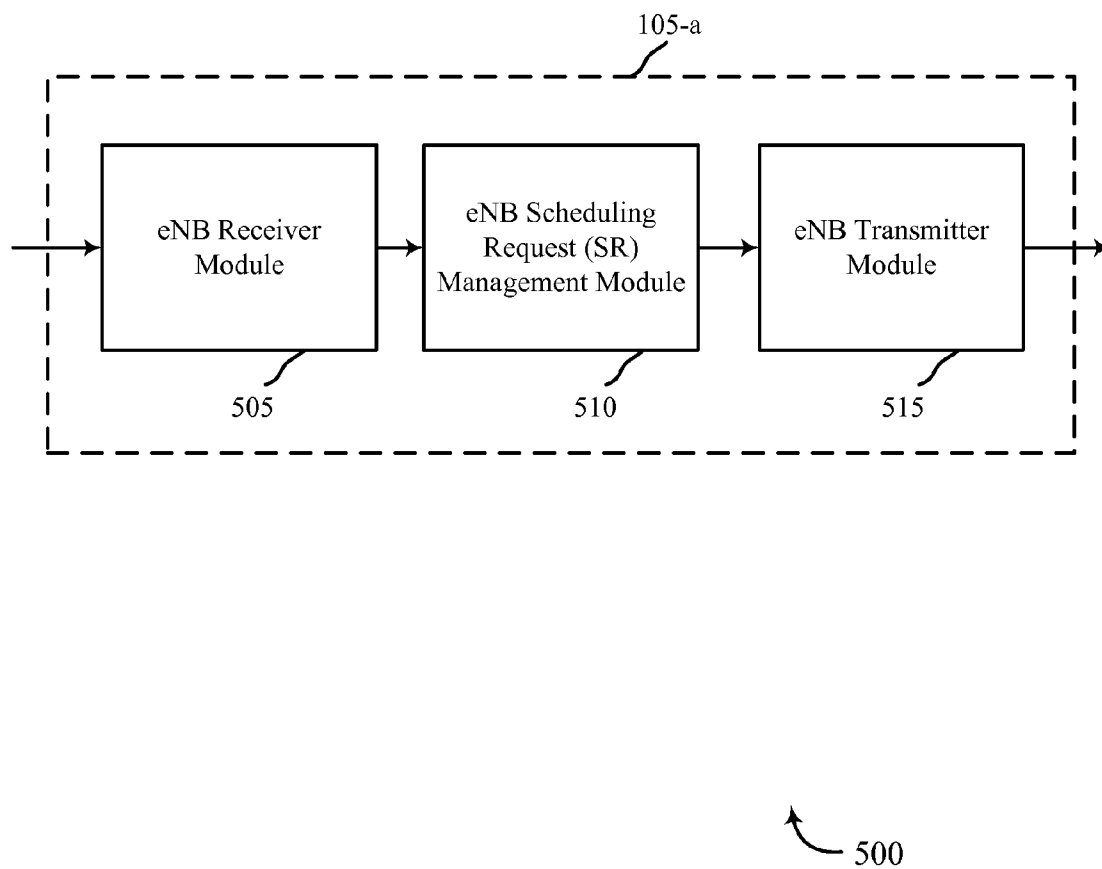 105-a
eNB Receiver
Module
eNB Scheduling
Request (SR)
Management Module
eNB Transmitter
Module
505
510
515
500